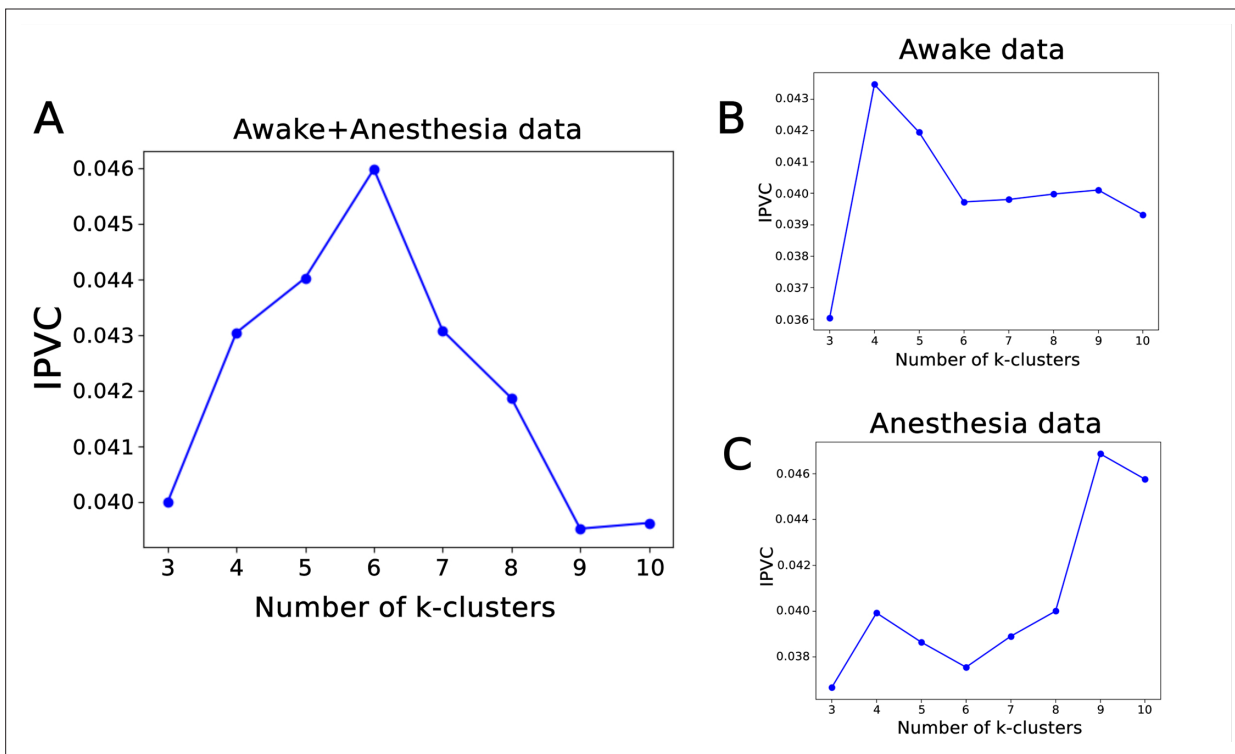 A
Awake+Anesthesia data
IPVC
0.046
0.045
0.044
0.043
0.042
0.041
0.040
3 4 5 6 7 8 9 10
Number of k-clusters
B
Awake data
IPVC
0.043
0.042
0.041
0.040
0.039
0.038
0.037
0.036
3 4 5 6 7 8 9 10
Number of k-clusters
C
Anesthesia data
IPVC
0.046
0.044
0.042
0.040
0.038
3 4 5 6 7 8 9 10
Number of k-clusters